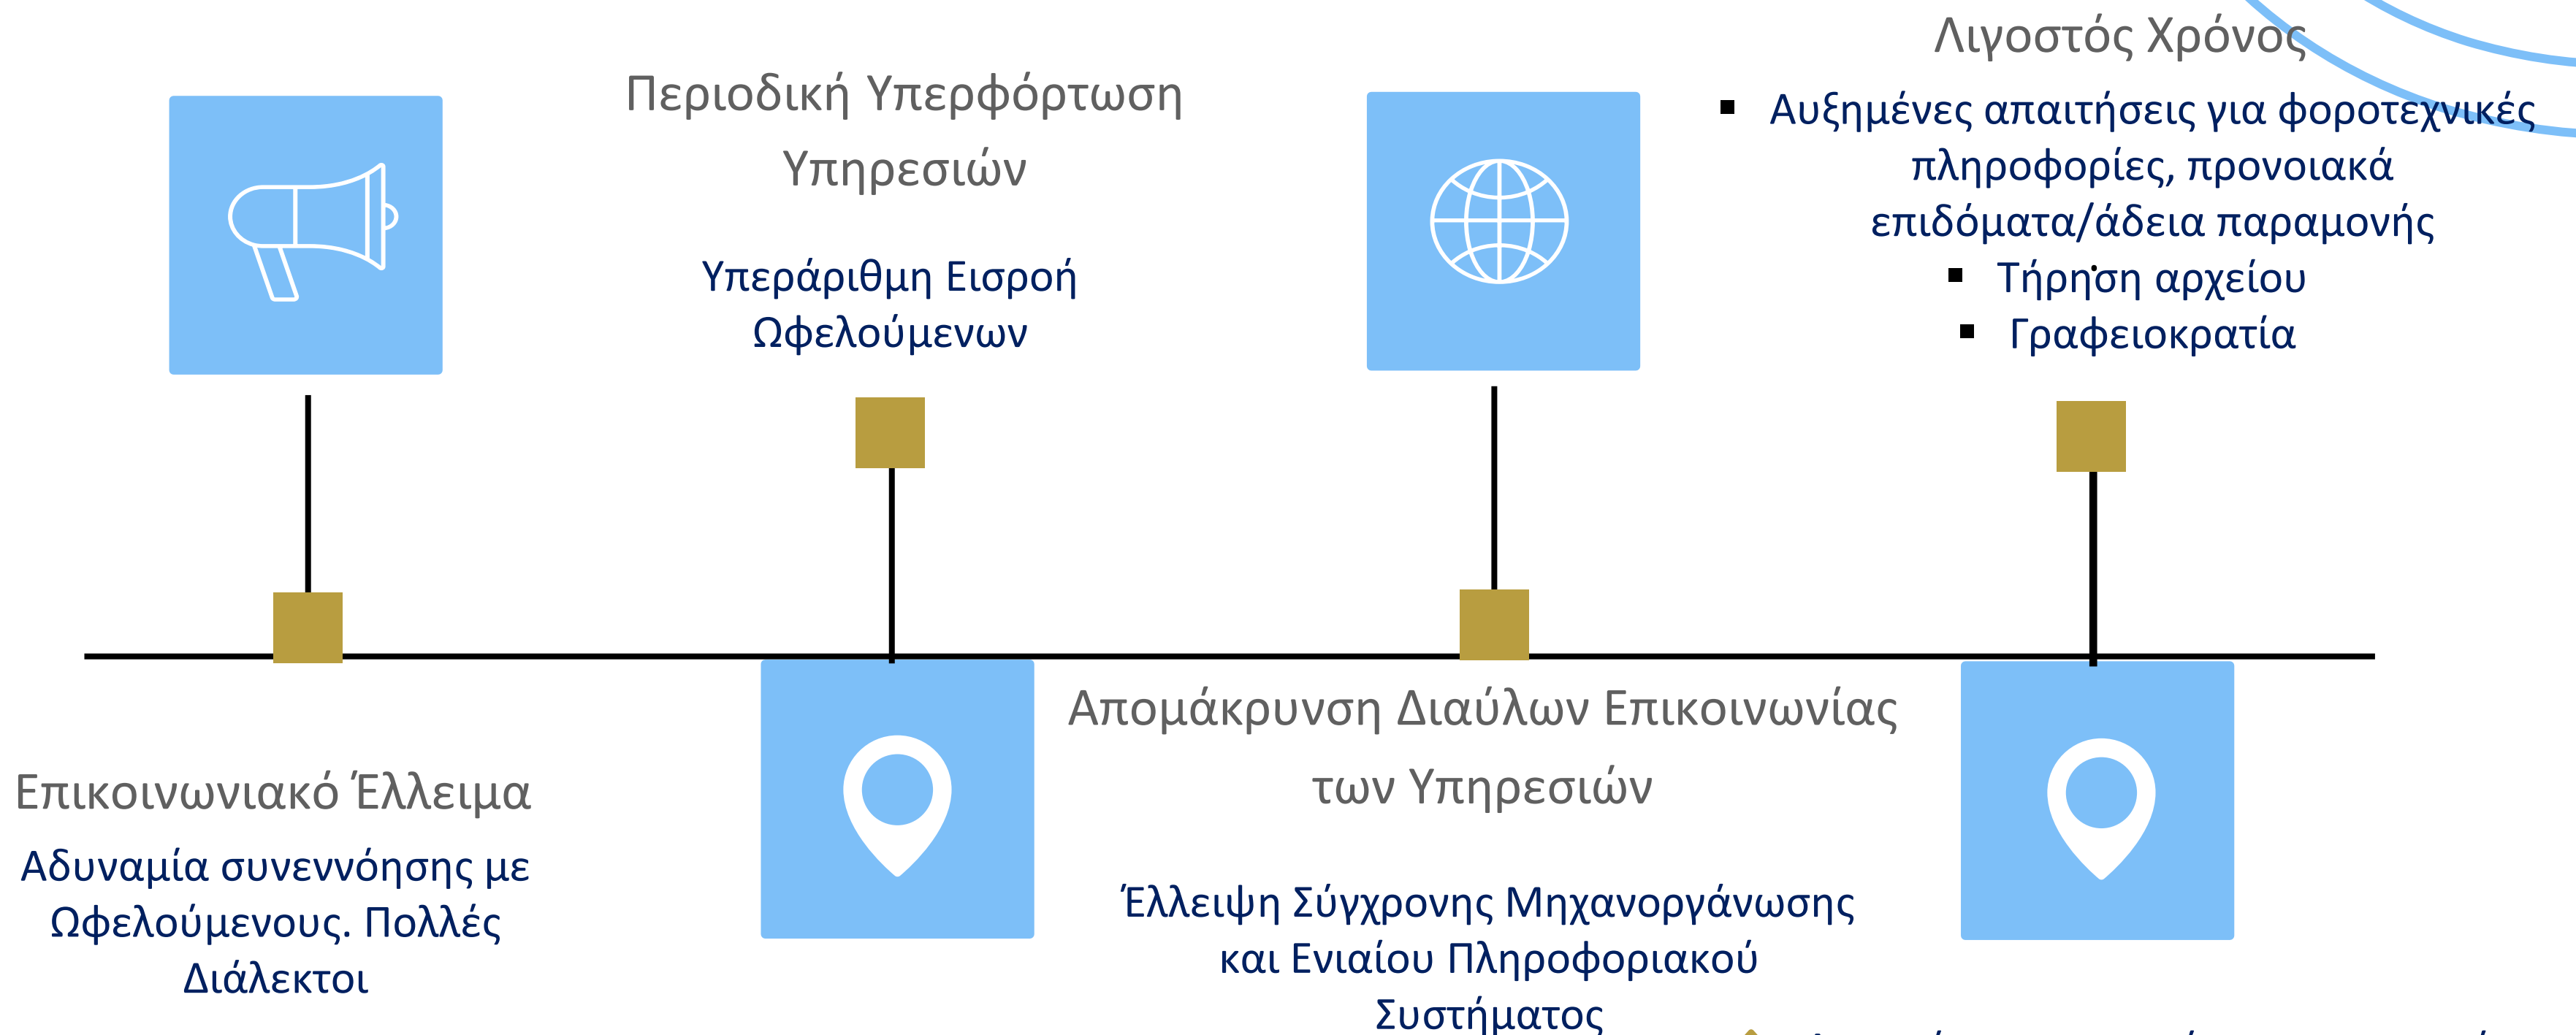 Επικοινωνιακό Έλλειμα
Αδυναμία συνεννόησης με
Ωφελούμενους. Πολλές
Διάλεκτοι
Περιοδική Υπερφόρτωση
Υπηρεσιών
Υπεράριθμη Εισροή
Ωφελούμενων
Απομάκρυνση Διαύλων Επικοινωνίας
των Υπηρεσιών
Έλλειψη Σύγχρονης Μηχανοργάνωσης
και Ενιαίου Πληροφοριακού
Συστήματος
Λιγοστός Χρόνος
▪ Αυξημένες απαιτήσεις για φοροτεχνικές
πληροφορίες, προνοιακά
επιδόματα/άδεια παραμονής
▪ Τήρηση αρχείου
▪ Γραφειοκρατία